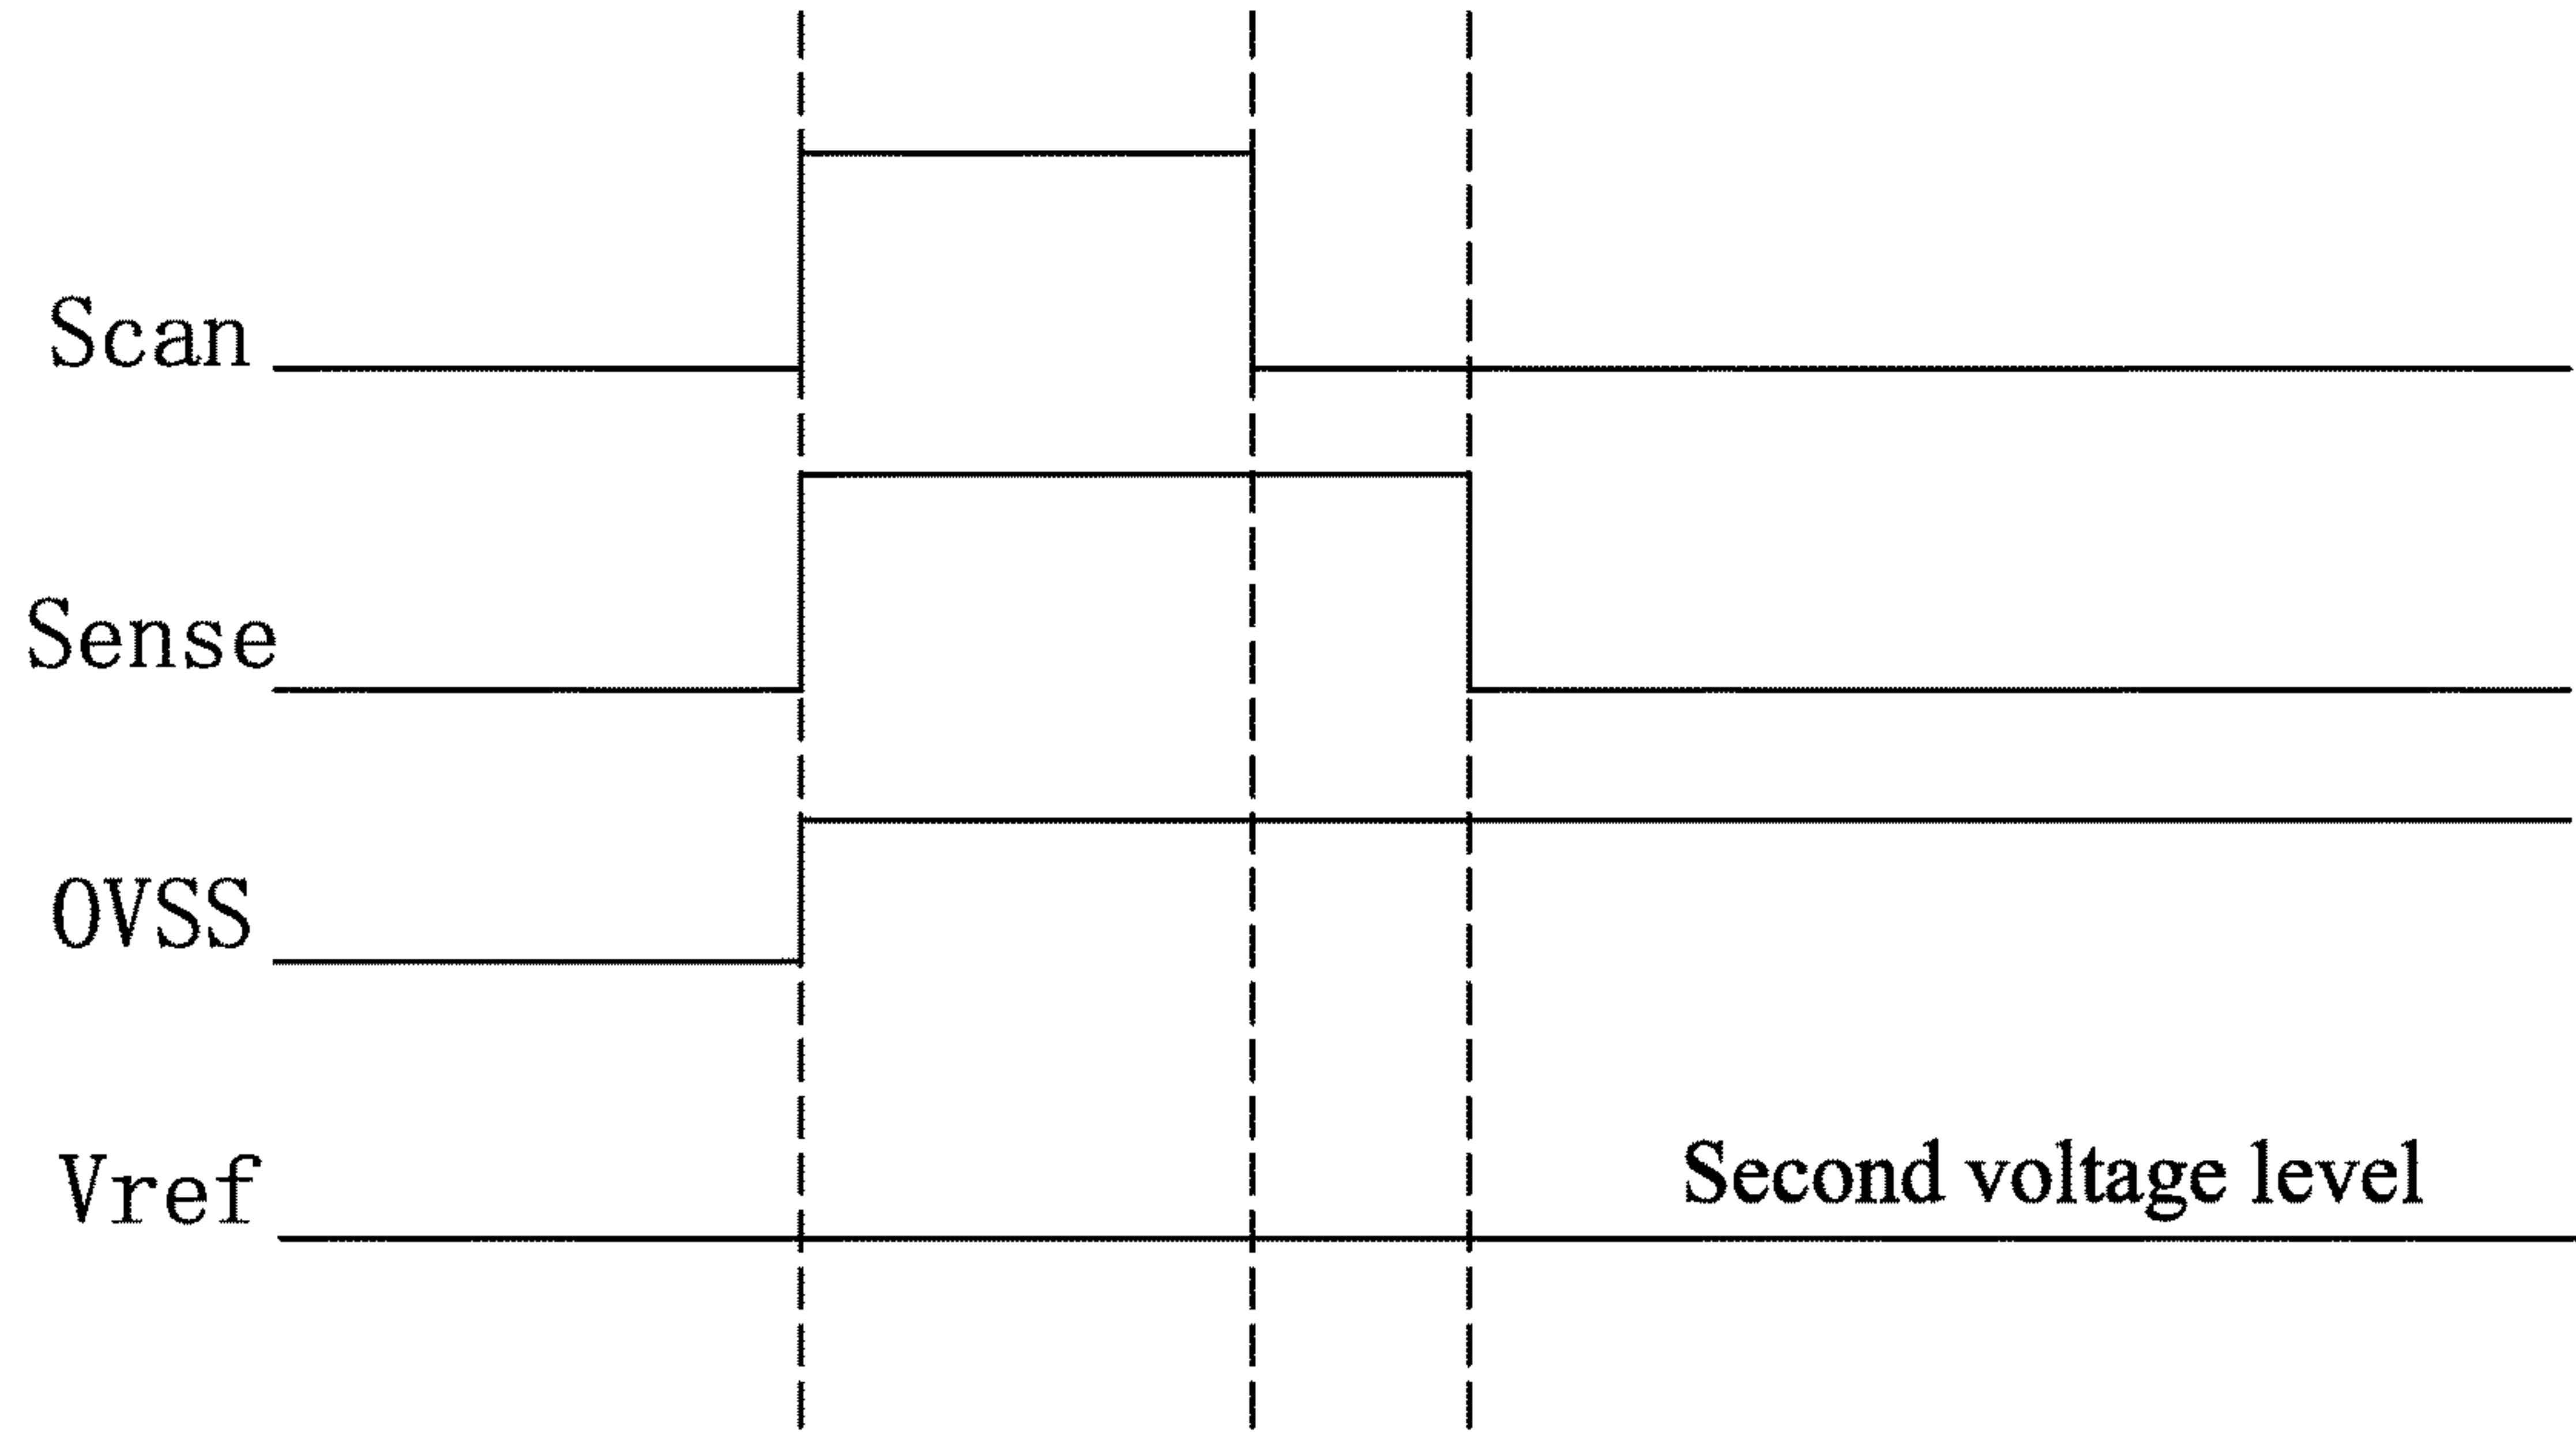 Scan
Sense
OVSS
Vref
Second voltage level